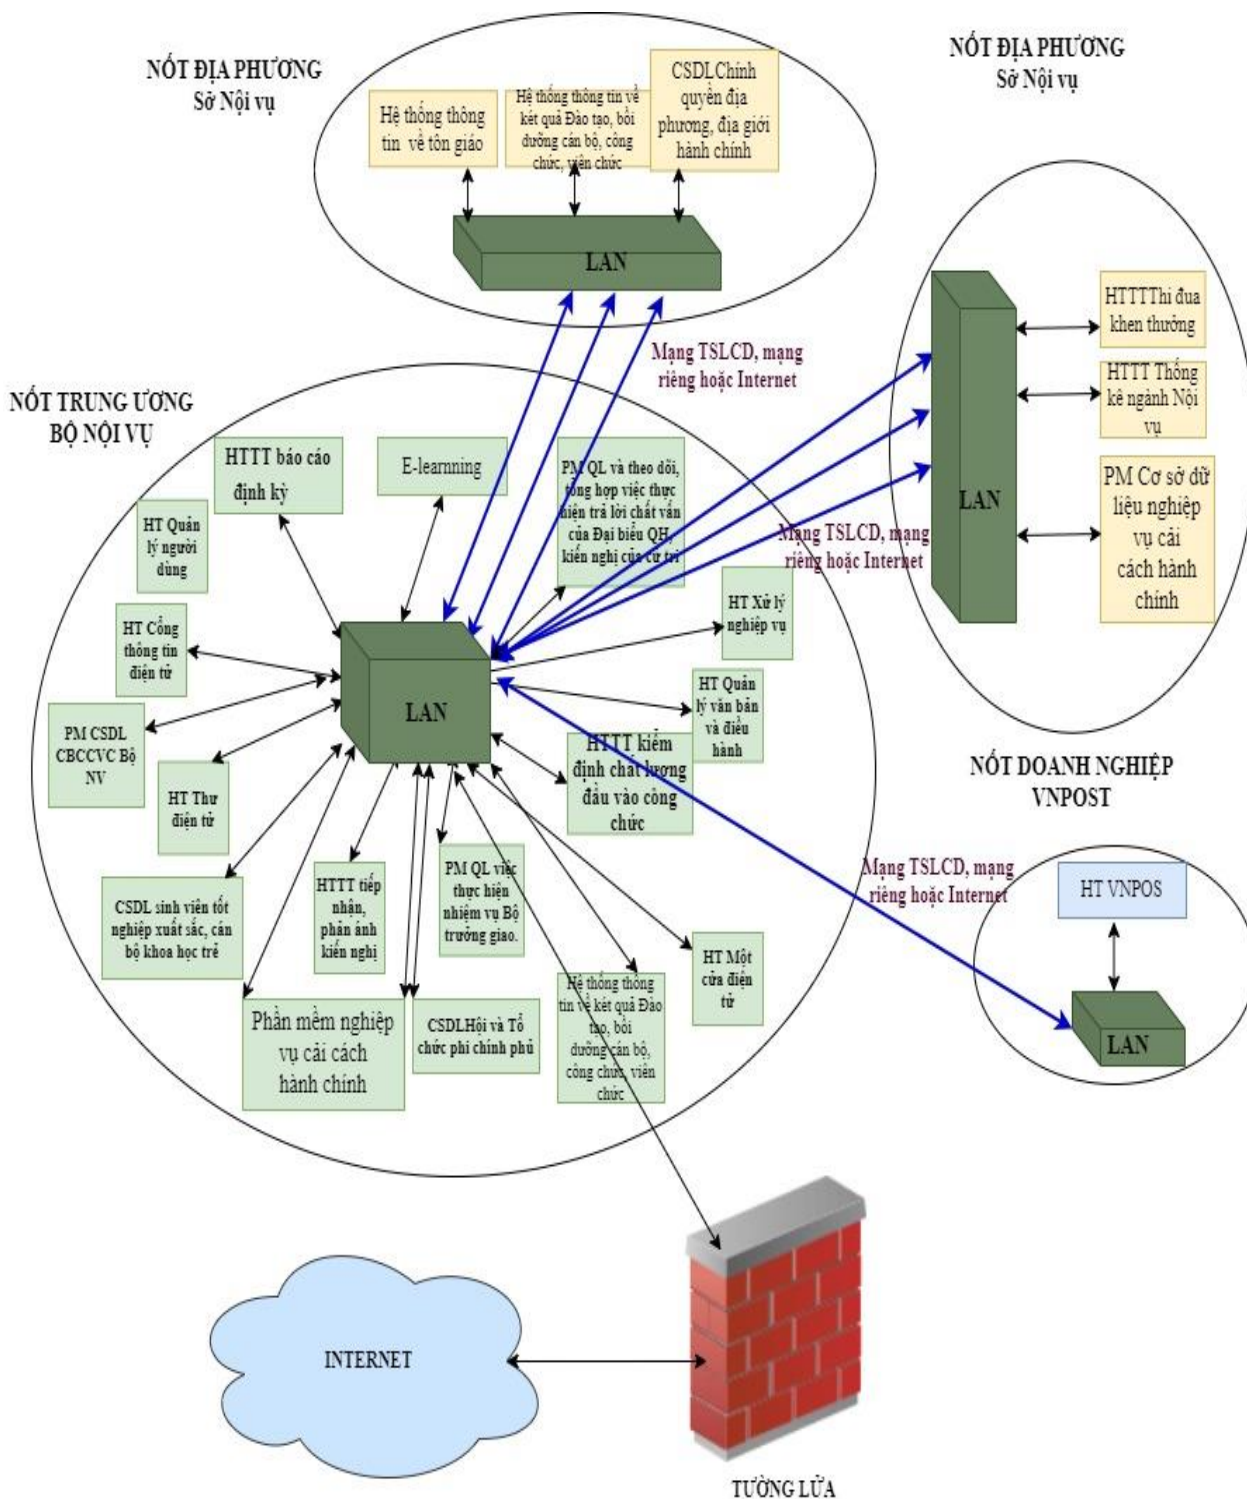 NỐT ĐỊA PHƯƠNG
Sở Nội vụ
Hệ thống thông
tin về tôn giáo
Hệ thống thông tin về
kết quả Đào tạo, bồi
dưỡng cán bộ, công
chức, viên chức
CSDLChính
quyền địa
phương, địa giới
hành chính
LAN
NỐT ĐỊA PHƯƠNG
Sở Nội vụ
HTTTThi đua
khen thưởng
HTTT Thống
kê ngành Nội
vụ
PM Cơ sở dữ
liệu nghiệp
vụ cải
cách hành
chính
LAN
Mạng TSLCD, mạng
riêng hoặc Internet
Mạng TSLCD, mạng
riêng hoặc Internet
NỐT TRUNG ƯƠNG
BỘ NỘI VỤ
HTTT báo cáo
định kỳ
E-learnning
PM QL và theo dõi,
tổng hợp việc thực
hiện trả lời chất vấn
của Đại biểu QH,
kiến nghị của cử tri
HT Quản
lý người
dùng
HT Xử lý
nghiệp vụ
HT Cổng
thông tin
điện tử
LAN
HT Quản
lý văn bản
và điều
hành
PM CSDL
CBCCVC Bộ
NV
HTTT kiểm
định chất lượng
đầu vào công
chức
HT Thư
điện tử
CSDL sinh viên tốt
nghiệp xuất sắc, cán
bộ khoa học trẻ
HTTT tiếp
nhận,
phản ánh
kiến nghị
PM QL việc
thực hiện
nhiệm vụ Bộ
trưởng giao.
HT Một
cửa điện
tử
Phần mềm nghiệp
vụ cải cách
hành chính
CSDLHội và Tổ
chức phi chính phủ
Hệ thống thông
tin về kết quả Đào
tạo, bồi
dưỡng cán bộ,
công chức, viên
chức
NỐT DOANH NGHIỆP
VNPOST
Mạng TSLCD, mạng
riêng hoặc Internet
HT VNPOS
LAN
INTERNET
TƯỜNG LỬA